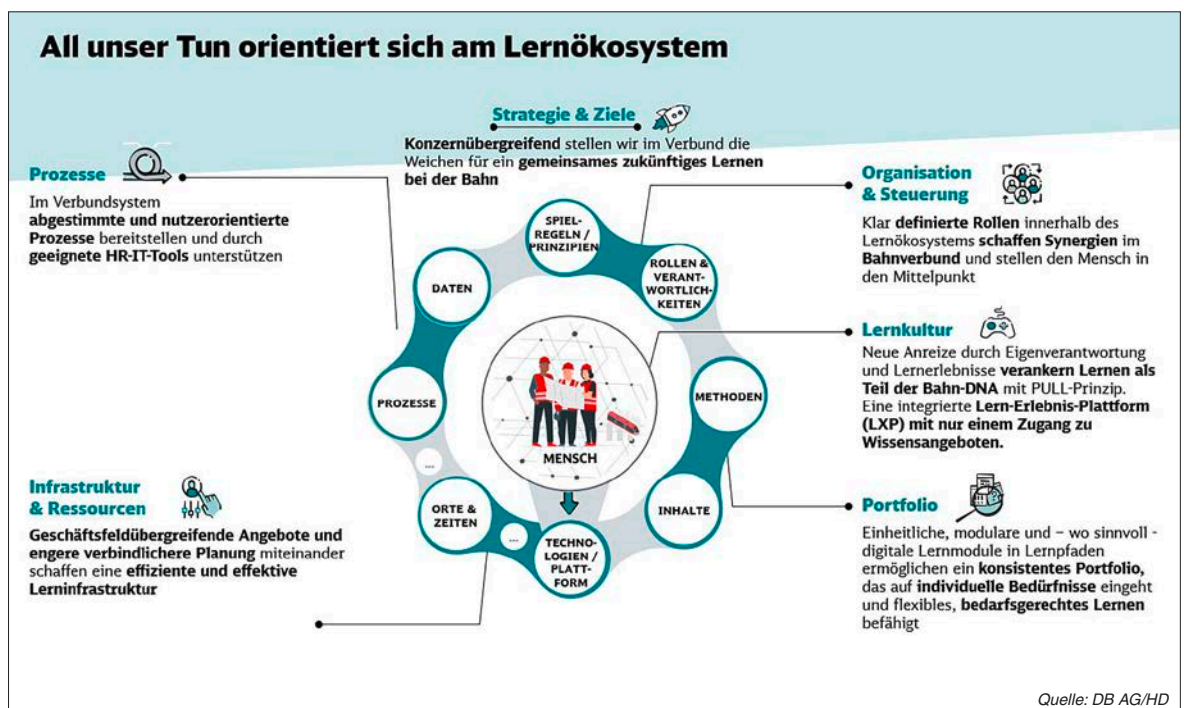 All unser Tun orientiert sich am Lernökosystem
Strategie & Ziele
Konzernübergreifend stellen wir im Verbund die
Weichen für ein gemeinsames zukünftiges Lernen
bei der Bahn
Prozesse
Im Verbundsystem
abgestimmte und nutzerorientierte
Prozesse bereitstellen und durch
geeignete HR-IT-Tools unterstützen
Infrastruktur
& Ressourcen
Geschäftsfeldübergreifende Angebote und
engere verbindlichere Planung miteinander
schaffen eine effiziente und effektive
Lerninfrastruktur
SPIEL-
REGELN /
PRINZIPIEN
ROLLEN &
VERANT-
WORTLICH-
KEITEN
METHODEN
INHALTE
TECHNO-
LOGIEN /
PLATT-
FORM
...
ORTE &
ZEITEN
...
PROZESSE
DATEN
MENSCH
Organisation
& Steuerung
Klar definierte Rollen innerhalb des
Lernökosystems schaffen Synergien im
Bahnverbund und stellen den Mensch in
den Mittelpunkt
Lernkultur
Neue Anreize durch Eigenverantwortung
und Lernerlebnisse verankern Lernen als
Teil der Bahn-DNA mit PULL-Prinzip.
Eine integrierte Lern-Erlebnis-Plattform
(LXP) mit nur einem Zugang zu
Wissensangeboten.
Portfolio
Einheitliche, modulare und – wo sinnvoll -
digitale Lernmodule in Lernpfaden
ermöglichen ein konsistentes Portfolio,
das auf individuelle Bedürfnisse eingeht
und flexibles, bedarfsgerechtes Lernen
befähigt
Quelle: DB AG/HD